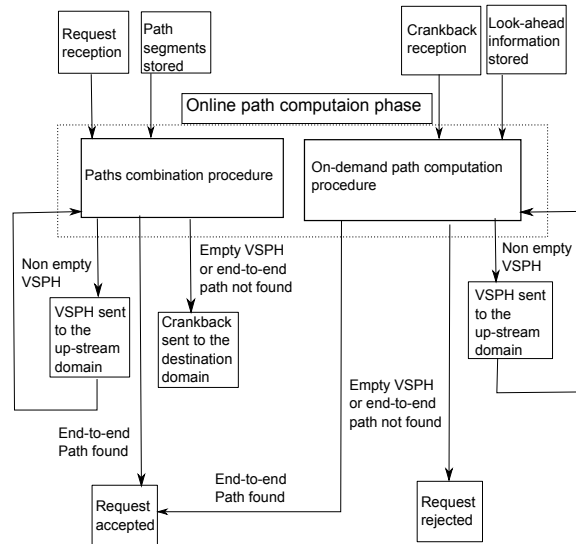 Request
reception
Path
segments
stored
Crankback
reception
Look-ahead
information
stored
Online path computaion phase
Paths combination procedure
On-demand path computation
procedure
Non empty
VSPH
Empty VSPH
or end-to-end
path not found
Non empty
VSPH
VSPH sent
to the
up-stream
domain
Crankback
sent to the
destination
domain
VSPH sent
to the
up-stream
domain
Empty VSPH
or end-to-end
path not found
End-to-end
Path found
End-to-end
Path found
Request
accepted
Request
rejected